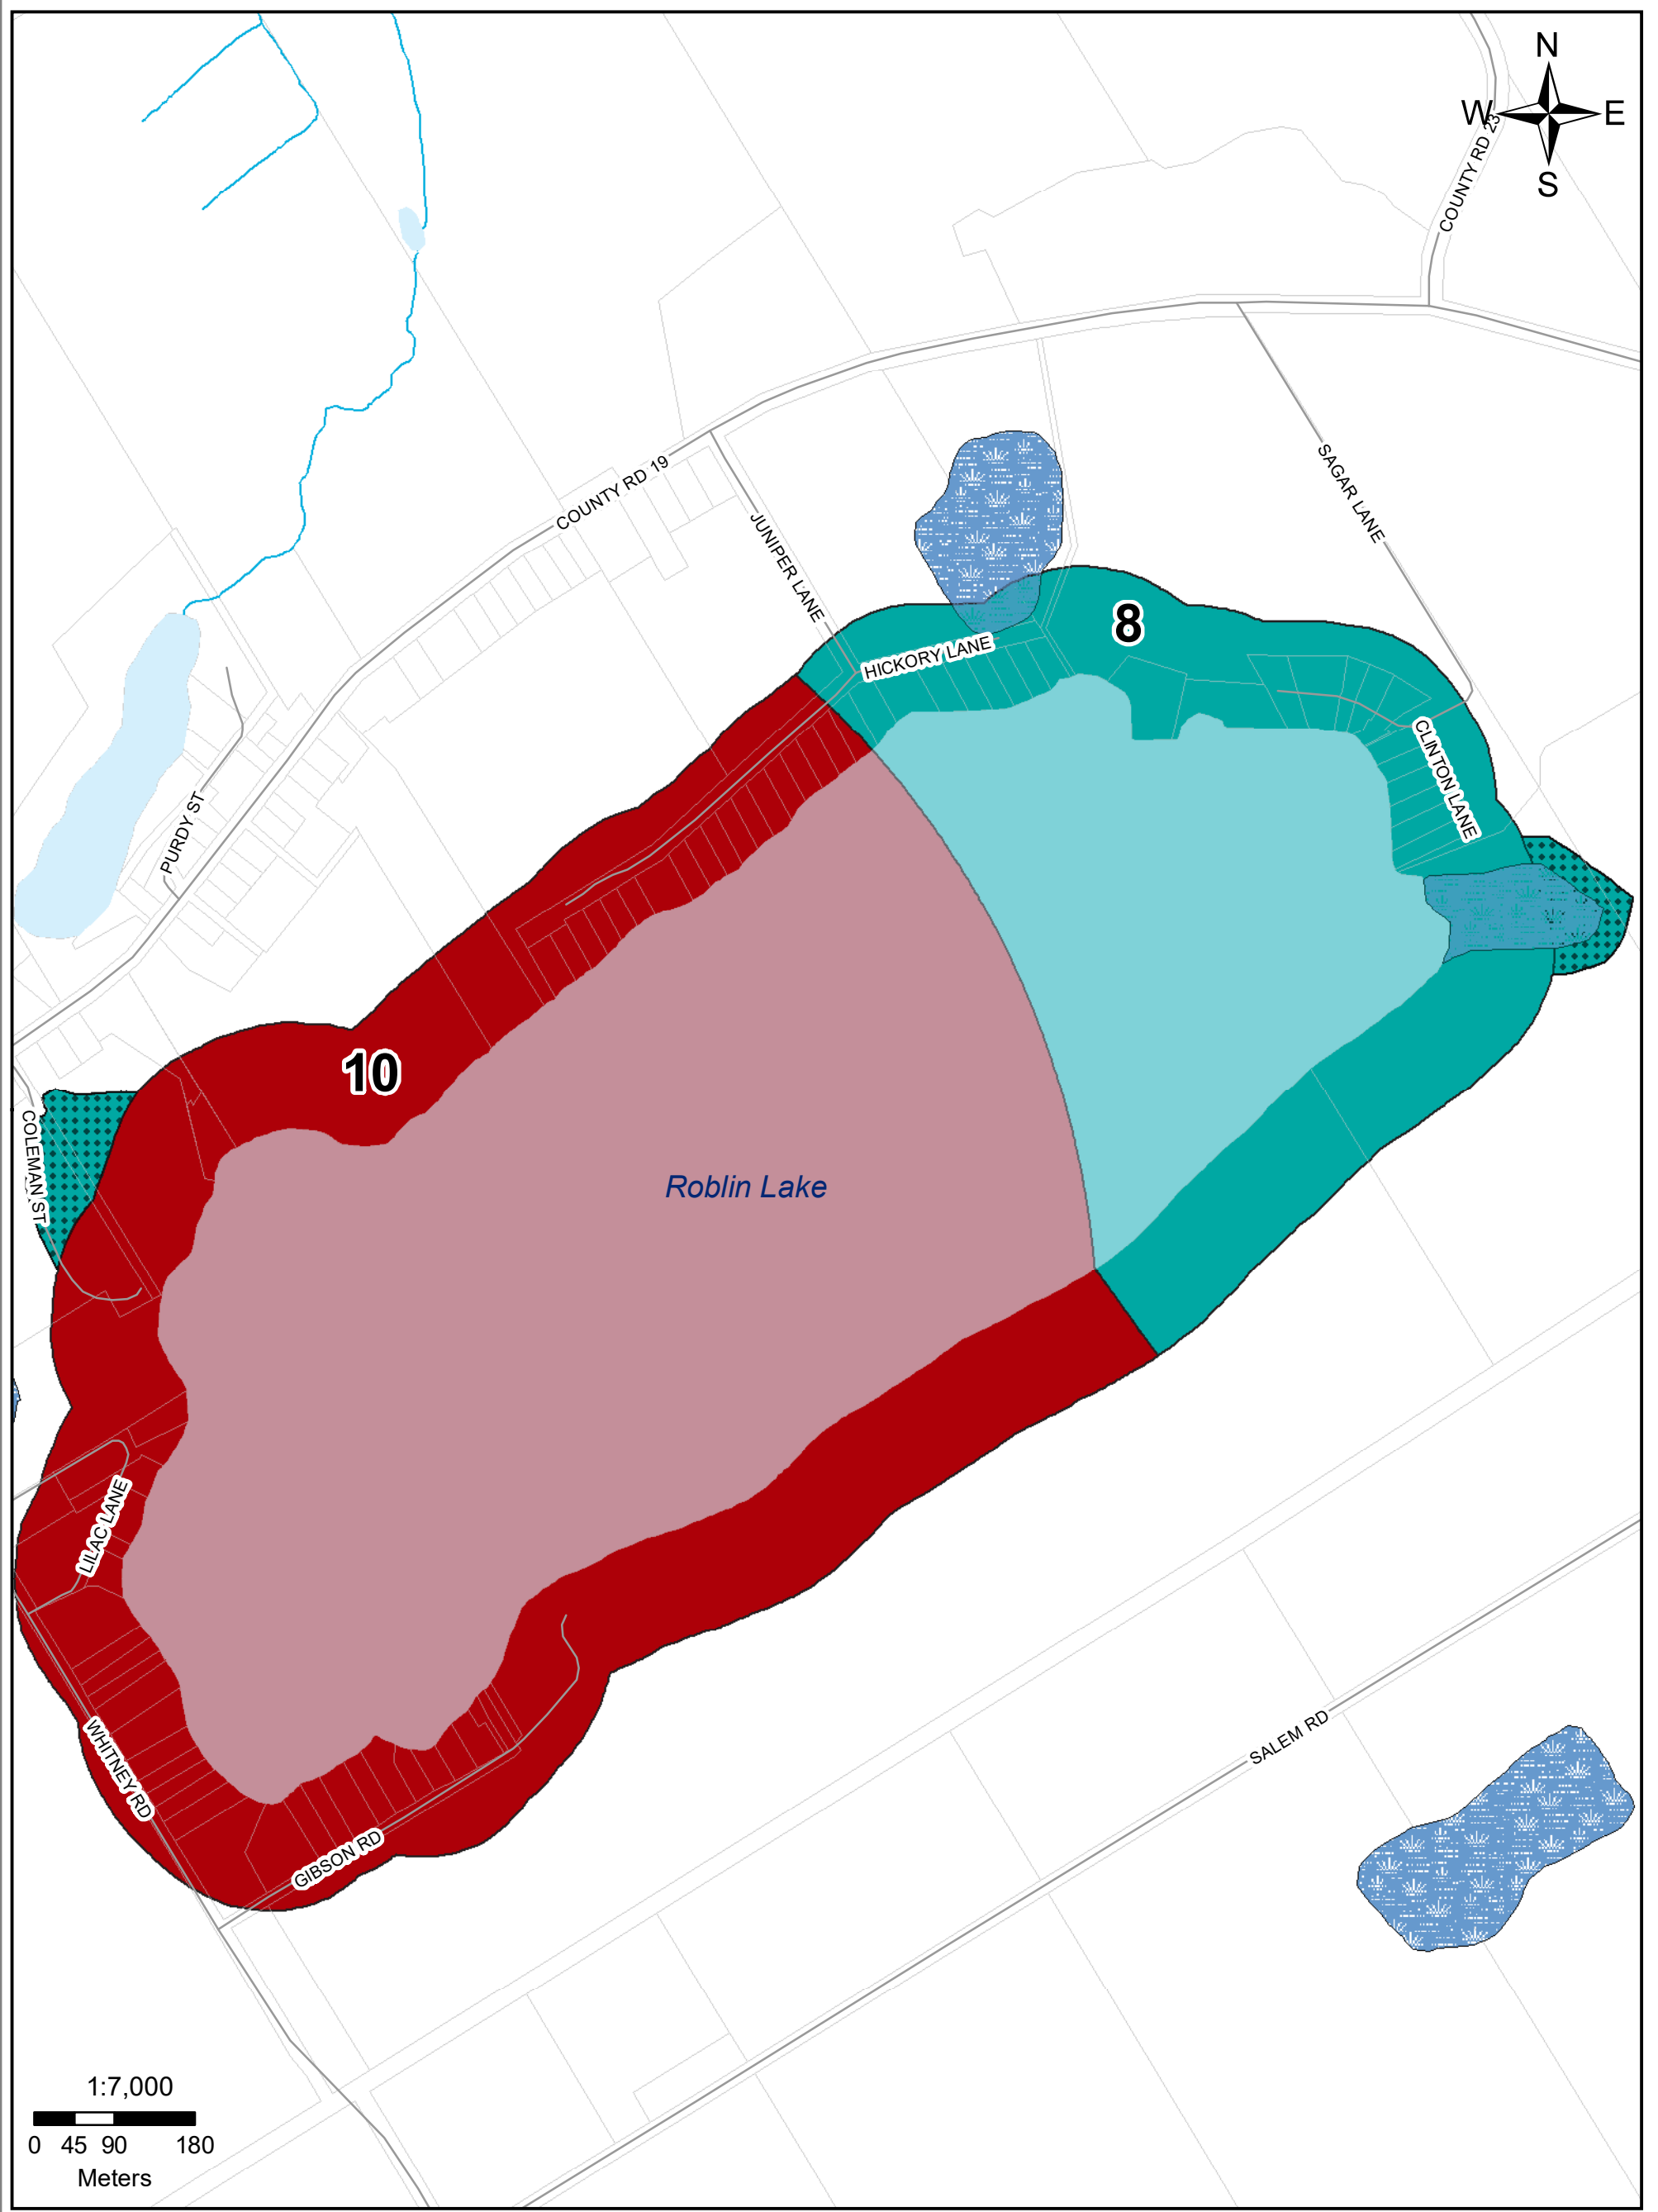 N
W
E
S
COUNTY RD 23
COUNTY RD 19
JUNIPER LANE
SAGAR LANE
8
HICKORY LANE
CLINTON LANE
PURDY ST
10
COLEMAN ST
Roblin Lake
LILAC LANE
WHITNEY RD
GIBSON RD
SALEM RD
1:7,000
0 45 90 180
Meters